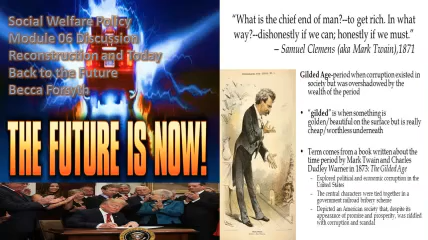 Social Welfare Policy
Module 06 Discussion
Reconstruction and Today
Back to the Future
Becca Forsyth
THE FUTURE IS NOW!
“What is the chief end of man?--to get rich. In what
way?--dishonestly if we can; honestly if we must.”
– Samuel Clemens (aka Mark Twain),1871
Gilded Age-period when corruption existed in
society but was overshadowed by the
wealth of the period
• “gilded” is when something is
golden/beautiful on the surface but is really
cheap/worthless underneath
• Term comes from a book written about the
time period by Mark Twain and Charles
Dudley Warner in 1873: The Gilded Age
– Explored political and economic corruption in the
United States
– The central characters were tied together in a
government railroad bribery scheme
– Depicted an American society that, despite its
appearance of promise and prosperity, was riddled
with corruption and scandal